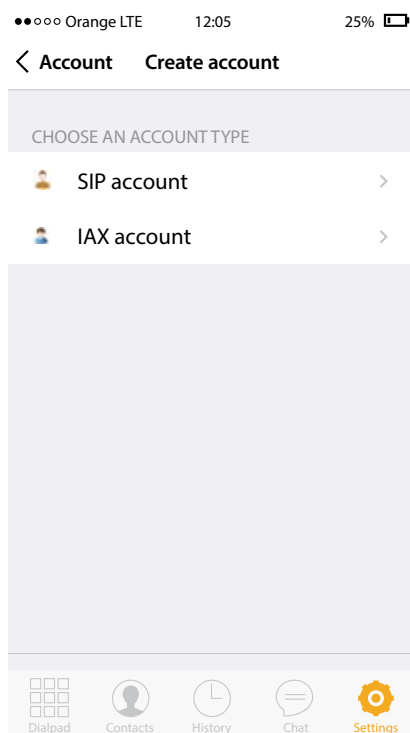 Orange LTE 12:05 25%
Account Create account
CHOOSE AN ACCOUNT TYPE
SIP account
IAX account
Dialpad Contacts History Chat Settings